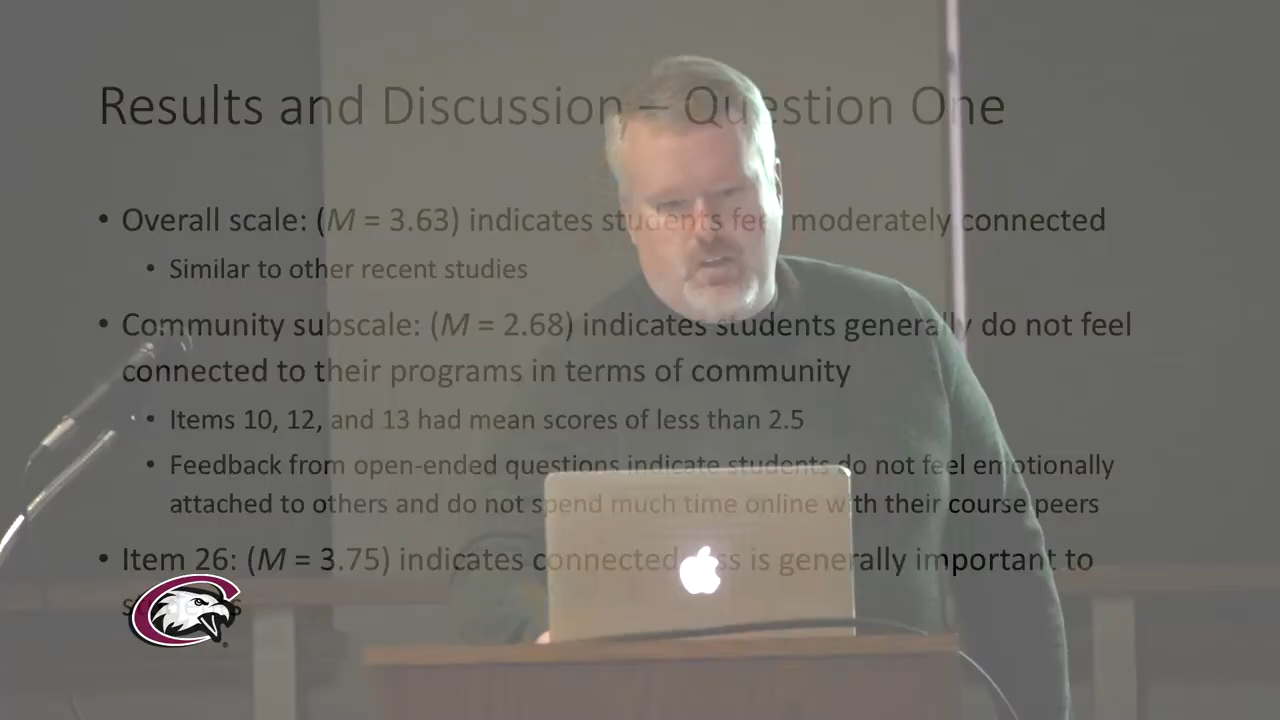 Results and Discussion – Question One
• Overall scale: (M = 3.63) indicates students feel moderately connected
• Similar to other recent studies
• Community subscale: (M = 2.68) indicates students generally do not feel
connected to their programs in terms of community
• Items 10, 12, and 13 had mean scores of less than 2.5
• Feedback from open-ended questions indicate students do not feel emotionally
attached to others and do not spend much time online with their course peers
• Item 26: (M = 3.75) indicates connectedness is generally important to
students